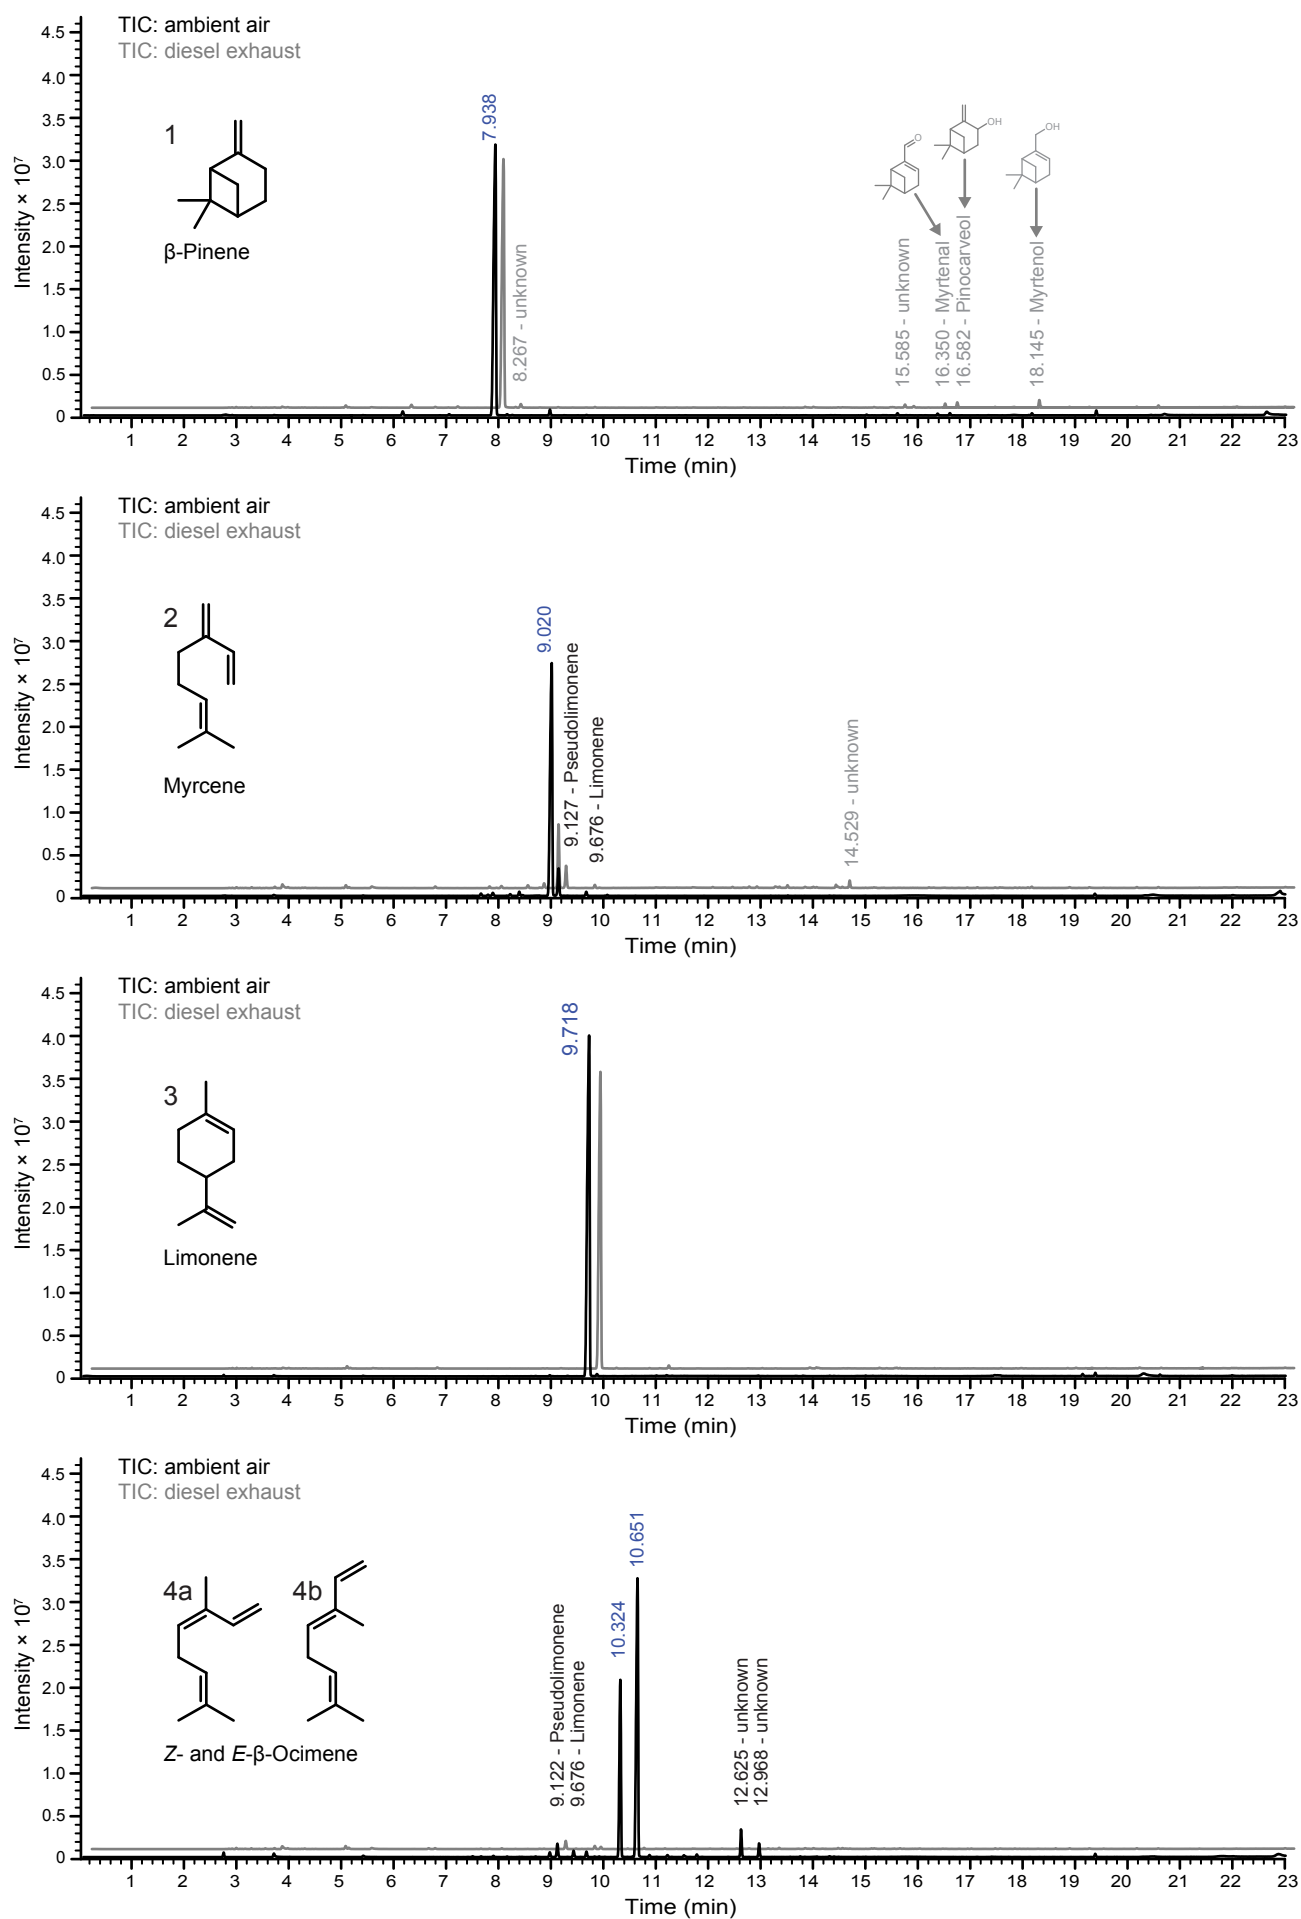 TIC: ambient air
TIC: diesel exhaust
Intensity × 10⁷
4.5
4.0
3.5
3.0
2.5
2.0
1.5
1.0
0.5
0
1
β-Pinene
7.938
8.267 - unknown
15.585 - unknown
16.350 - Myrtenal
16.582 - Pinocarveol
18.145 - Myrtenol
O
OH
OH
1 2 3 4 5 6 7 8 9 10 11 12 13 14 15 16 17 18 19 20 21 22 23
Time (min)
TIC: ambient air
TIC: diesel exhaust
Intensity × 10⁷
4.5
4.0
3.5
3.0
2.5
2.0
1.5
1.0
0.5
0
2
Myrcene
9.020
9.127 - Pseudolimonene
9.676 - Limonene
14.529 - unknown
1 2 3 4 5 6 7 8 9 10 11 12 13 14 15 16 17 18 19 20 21 22 23
Time (min)
TIC: ambient air
TIC: diesel exhaust
Intensity × 10⁷
4.5
4.0
3.5
3.0
2.5
2.0
1.5
1.0
0.5
0
3
Limonene
9.718
1 2 3 4 5 6 7 8 9 10 11 12 13 14 15 16 17 18 19 20 21 22 23
Time (min)
TIC: ambient air
TIC: diesel exhaust
Intensity × 10⁷
4.5
4.0
3.5
3.0
2.5
2.0
1.5
1.0
0.5
0
4a
4b
Z- and E-β-Ocimene
9.122 - Pseudolimonene
9.676 - Limonene
10.324
10.651
12.625 - unknown
12.968 - unknown
1 2 3 4 5 6 7 8 9 10 11 12 13 14 15 16 17 18 19 20 21 22 23
Time (min)